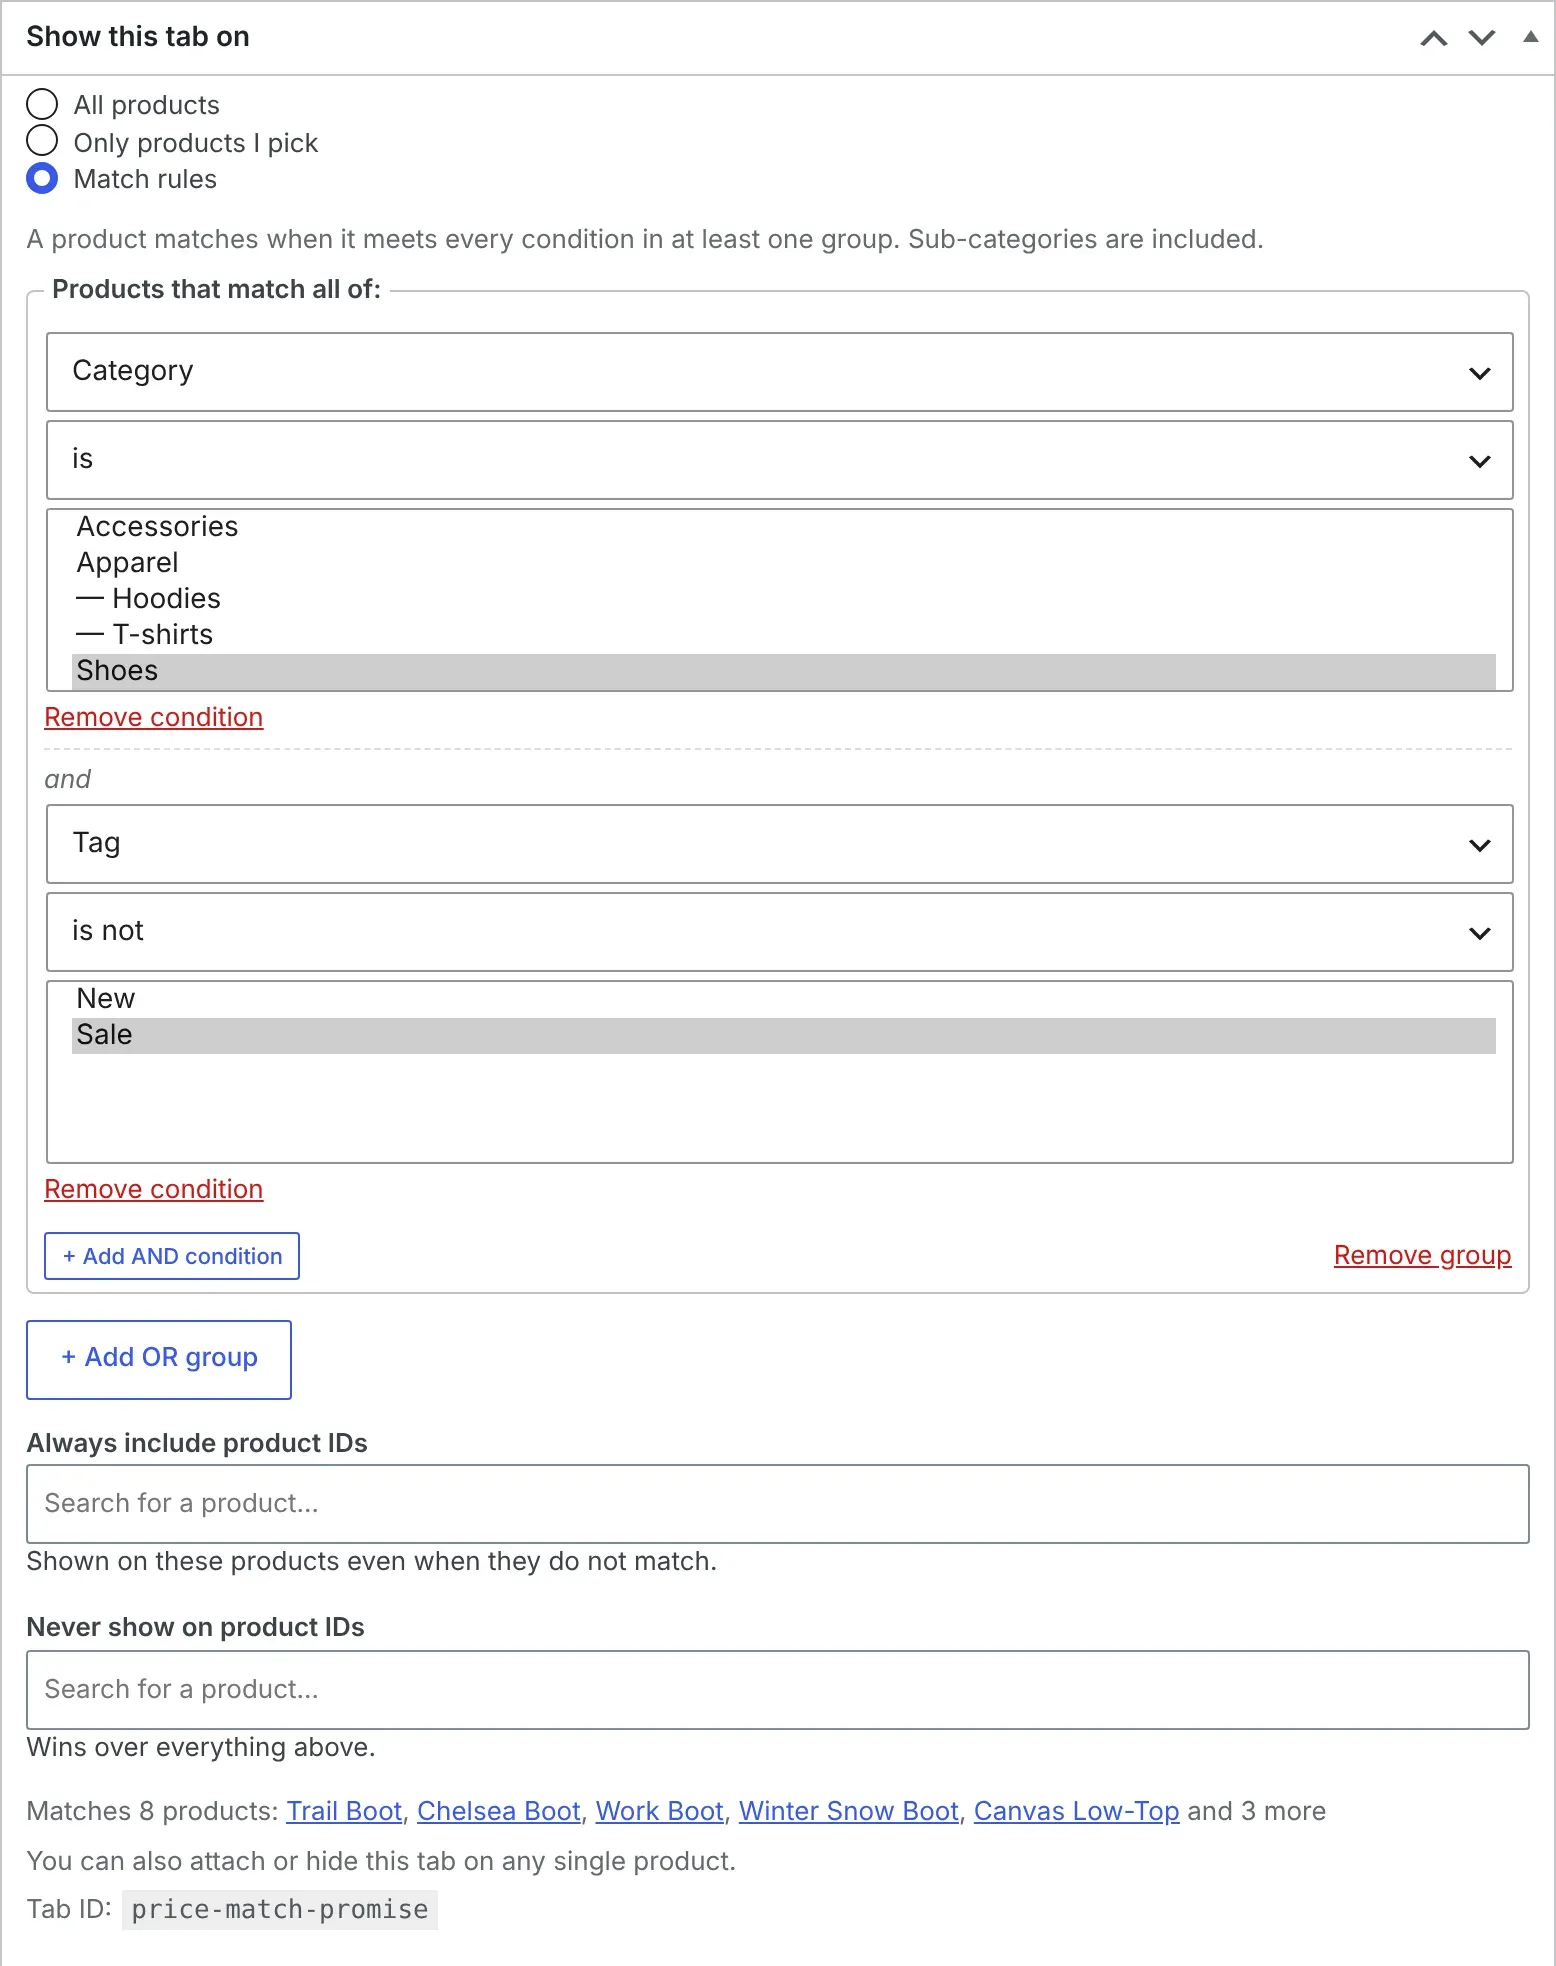 Show this tab on
All products
Only products I pick
Match rules
A product matches when it meets every condition in at least one group. Sub-categories are included.
Products that match all of:
Category
is
Accessories
Apparel
— Hoodies
— T-shirts
Shoes
Remove condition
and
Tag
is not
New
Sale
Remove condition
+ Add AND condition
Remove group
+ Add OR group
Always include product IDs
Search for a product...
Shown on these products even when they do not match.
Never show on product IDs
Search for a product...
Wins over everything above.
Matches 8 products: Trail Boot, Chelsea Boot, Work Boot, Winter Snow Boot, Canvas Low-Top and 3 more
You can also attach or hide this tab on any single product.
Tab ID: price-match-promise